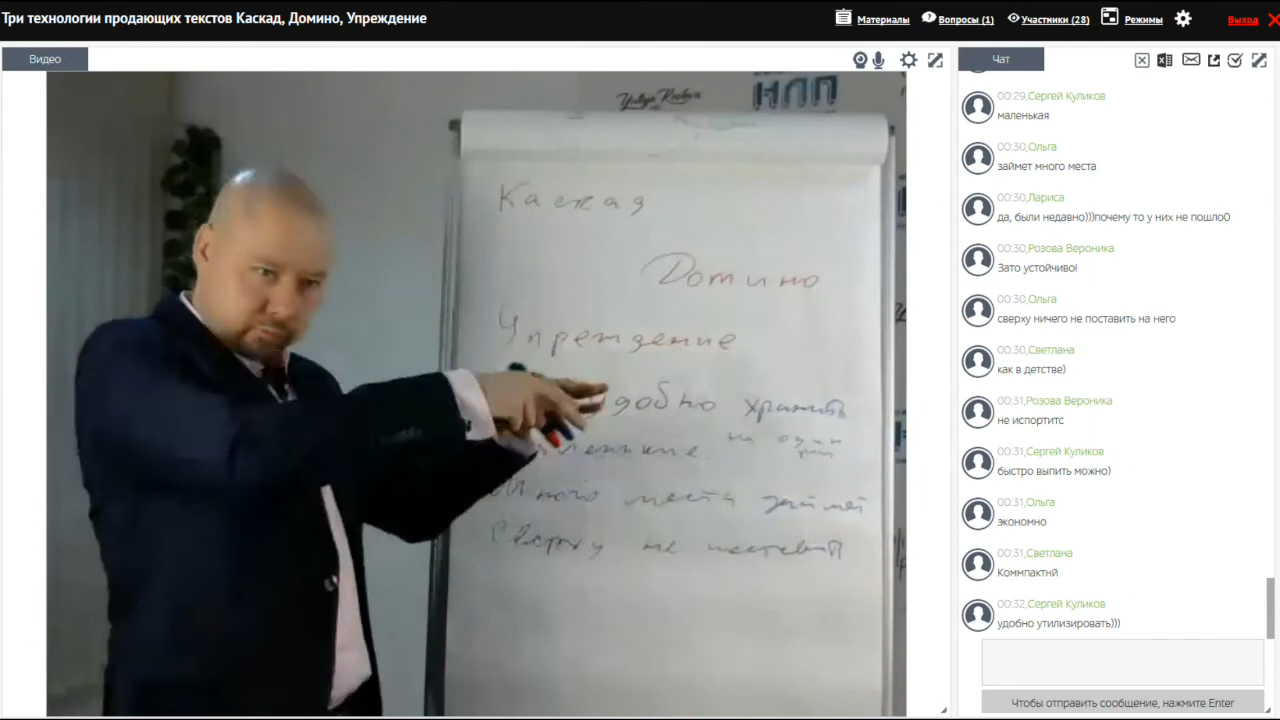 Три технологии продающих текстов Каскад, Домино, Упреждение
Материалы
Вопросы (1)
Участники (28)
Режимы
Выход
Видео
Yuliya
НЛП
Каскад
Домино
Упреждение
удобно хранить
на один
Много места займет
сверху не поставить
Чат
00:29,Сергей Куликов
маленькая
00:30,Ольга
займет много места
00:30,Лариса
да, были недавно)))почему то у них не пошло0
00:30,Розова Вероника
Зато устойчиво!
00:30,Ольга
сверху ничего не поставить на него
00:30,Светлана
как в детстве)
00:31,Розова Вероника
не испортитс
00:31,Сергей Куликов
быстро выпить можно)
00:31,Ольга
экономно
00:31,Светлана
Коммпактнй
00:32,Сергей Куликов
удобно утилизировать)))
Чтобы отправить сообщение, нажмите Enter